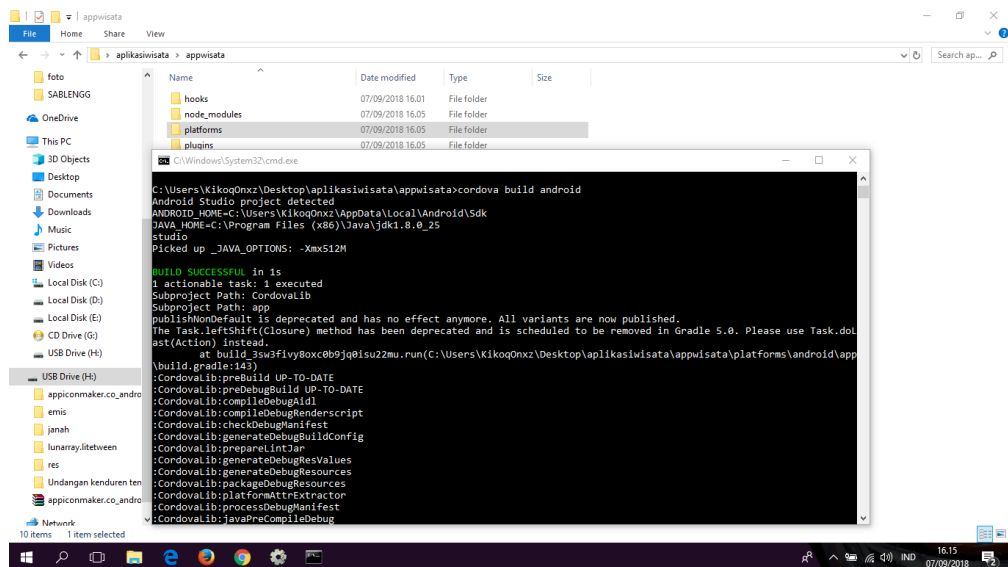 appwisata
File Home Share View
aplikasiwisata > appwisata
Search ap...
foto
SABLENGG
OneDrive
This PC
3D Objects
Desktop
Documents
Downloads
Music
Pictures
Videos
Local Disk (C:)
Local Disk (D:)
Local Disk (E:)
CD Drive (G:)
USB Drive (H:)
USB Drive (H:)
appiconmaker.co_andro
emis
janah
lunarray.litetween
res
Undangan kenduren ten
appiconmaker.co_andro
Network
Name Date modified Type Size
hooks 07/09/2018 16.01 File folder
node_modules 07/09/2018 16.05 File folder
platforms 07/09/2018 16.05 File folder
plugins 07/09/2018 16.05 File folder
C:\Windows\System32\cmd.exe
C:\Users\KikoqOnxz\Desktop\aplikasiwisata\appwisata>cordova build android
Android Studio project detected
ANDROID_HOME=C:\Users\KikoqOnxz\AppData\Local\Android\Sdk
JAVA_HOME=C:\Program Files (x86)\Java\jdk1.8.0_25
studio
Picked up _JAVA_OPTIONS: -Xmx512M
BUILD SUCCESSFUL in 1s
1 actionable task: 1 executed
Subproject Path: CordovaLib
Subproject Path: app
publishNonDefault is deprecated and has no effect anymore. All variants are now published.
The Task.leftShift(Closure) method has been deprecated and is scheduled to be removed in Gradle 5.0. Please use Task.doL
ast(Action) instead.
at build_3sw3fivy8oxc0b9jq0isu22mu.run(C:\Users\KikoqOnxz\Desktop\aplikasiwisata\appwisata\platforms\android\app
\build.gradle:143)
:CordovaLib:preBuild UP-TO-DATE
:CordovaLib:preDebugBuild UP-TO-DATE
:CordovaLib:compileDebugAidl
:CordovaLib:compileDebugRenderscript
:CordovaLib:checkDebugManifest
:CordovaLib:generateDebugBuildConfig
:CordovaLib:prepareLintJar
:CordovaLib:generateDebugResValues
:CordovaLib:generateDebugResources
:CordovaLib:packageDebugResources
:CordovaLib:platformAttrExtractor
:CordovaLib:processDebugManifest
:CordovaLib:javaPreCompileDebug
10 items 1 item selected
IND
16.15
07/09/2018